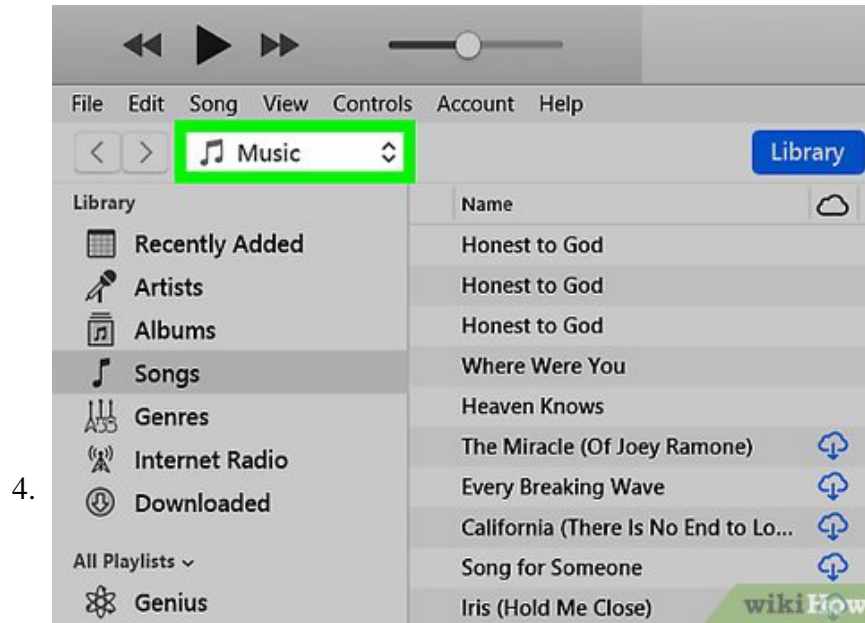 File Edit Song View Controls Account Help
Music
Library
Library
Recently Added
Artists
Albums
Songs
Genres
Internet Radio
Downloaded
All Playlists
Genius
Name
Honest to God
Honest to God
Honest to God
Where Were You
Heaven Knows
The Miracle (Of Joey Ramone)
Every Breaking Wave
California (There Is No End to Lo...
Song for Someone
Iris (Hold Me Close)
4.
wikiHow